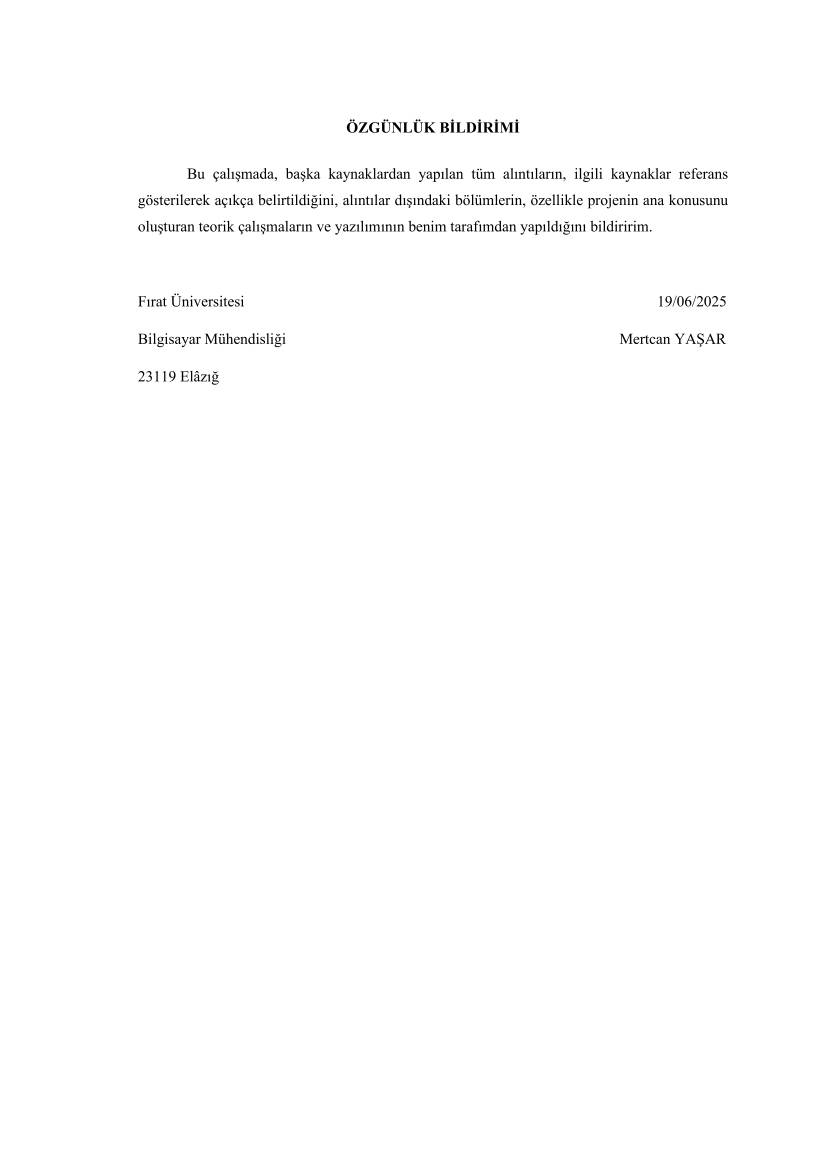 ÖZGÜNLÜK BİLDİRİMİ
Bu çalışmada, başka kaynaklardan yapılan tüm alıntıların, ilgili kaynaklar referans
gösterilerek açıkça belirtildiğini, alıntılar dışındaki bölümlerin, özellikle projenin ana konusunu
oluşturan teorik çalışmaların ve yazılımının benim tarafımdan yapıldığını bildiririm.
Fırat Üniversitesi 19/06/2025
Bilgisayar Mühendisliği Mertcan YAŞAR
23119 Elâzığ